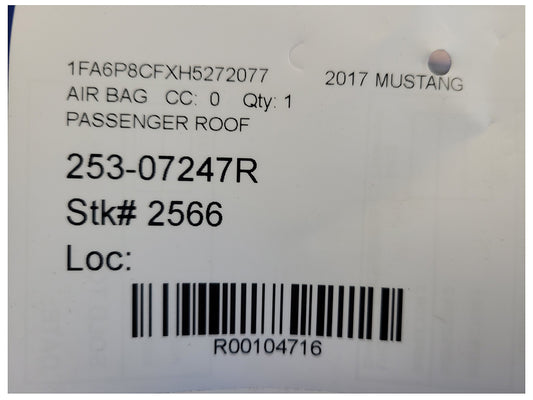 1FA6P8CFXH5272077 2017 MUSTANG
AIR BAG CC: 0 Qty: 1
PASSENGER ROOF
253-07247R
Stk# 2566
Loc:
R00104716